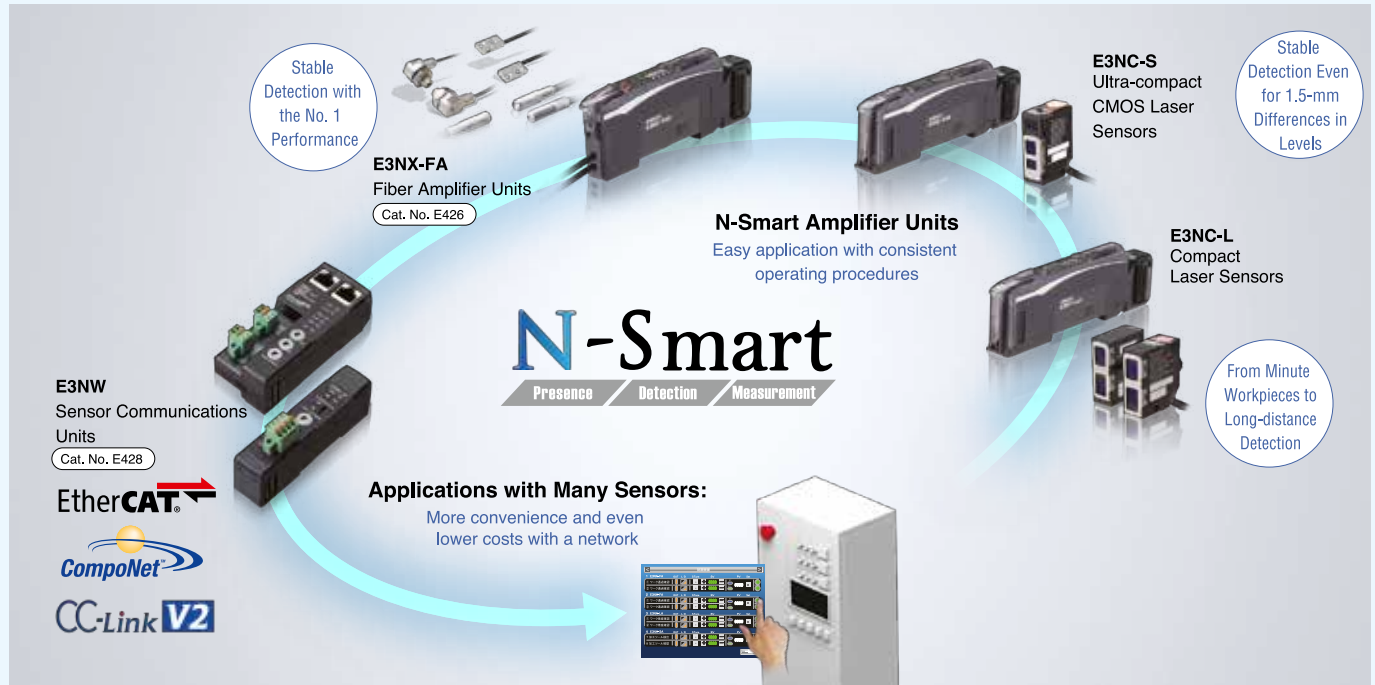 Stable
Detection with
the No. 1
Performance
E3NX-FA
Fiber Amplifier Units
Cat. No. E426
E3NC-S
Ultra-compact
CMOS Laser
Sensors
Stable
Detection Even
for 1.5-mm
Differences in
Levels
N-Smart Amplifier Units
Easy application with consistent
operating procedures
E3NC-L
Compact
Laser Sensors
From Minute
Workpieces to
Long-distance
Detection
N-Smart
Presence Detection Measurement
E3NW
Sensor Communications
Units
Cat. No. E428
EtherCAT®
CompoNet™
CC-Link V2
Applications with Many Sensors:
More convenience and even
lower costs with a network